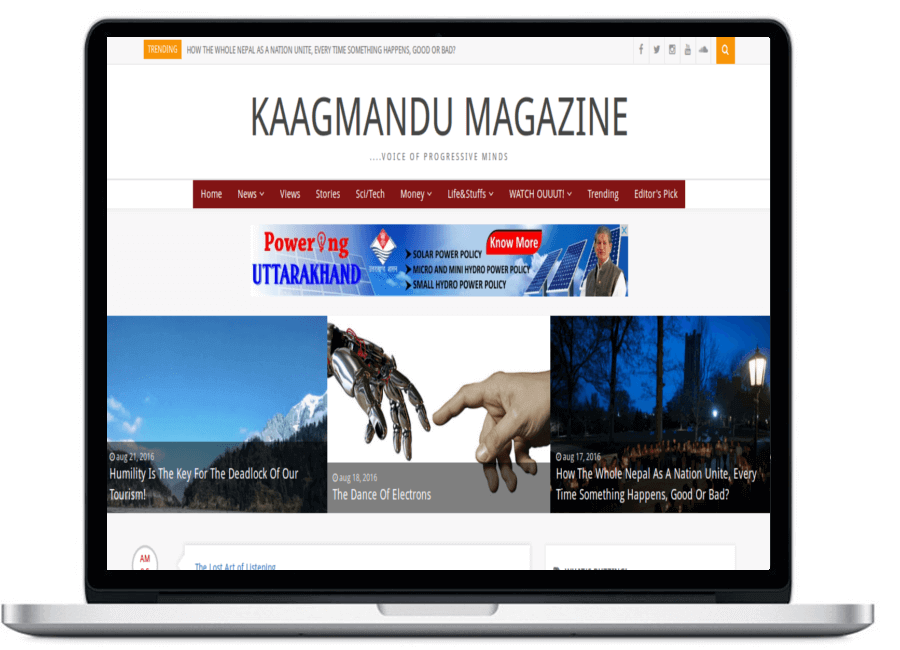 TRENDING HOW THE WHOLE NEPAL AS A NATION UNITE, EVERY TIME SOMETHING HAPPENS, GOOD OR BAD?
KAAGMANDU MAGAZINE
....VOICE OF PROGRESSIVE MINDS
Home News Views Stories Sci/Tech Money Life&Stuffs WATCH OUUUT! Trending Editor's Pick
Powering
UTTARAKHAND
Know More
SOLAR POWER POLICY
MICRO AND MINI HYDRO POWER POLICY
SMALL HYDRO POWER POLICY
aug 21, 2016
Humility Is The Key For The Deadlock Of Our
Tourism!
aug 18, 2016
The Dance Of Electrons
aug 17, 2016
How The Whole Nepal As A Nation Unite, Every
Time Something Happens, Good Or Bad?
AM
The Lost Art of Listening